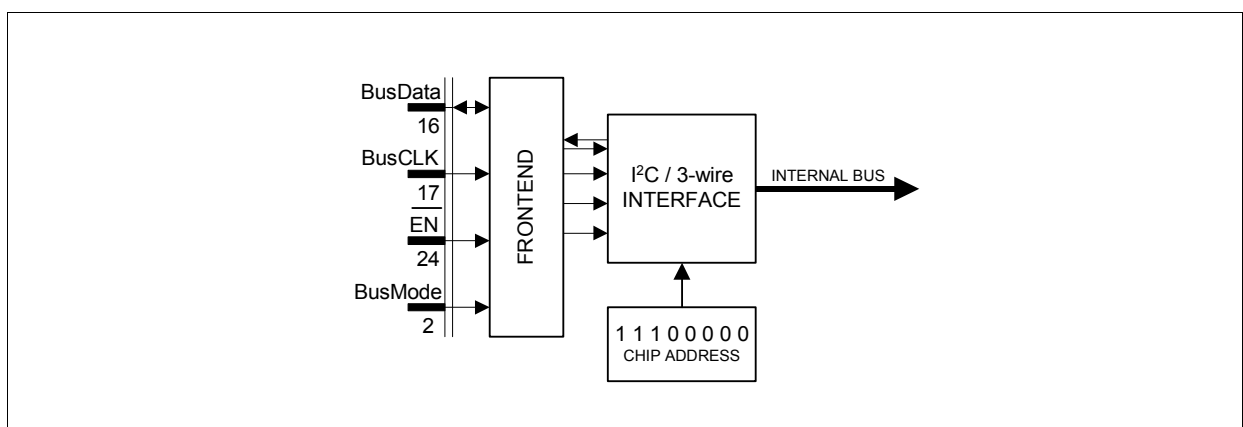 BusData
16
BusCLK
17
EN
24
BusMode
2
FRONTEND
I²C / 3-wire
INTERFACE
INTERNAL BUS
1 1 1 0 0 0 0 0
CHIP ADDRESS